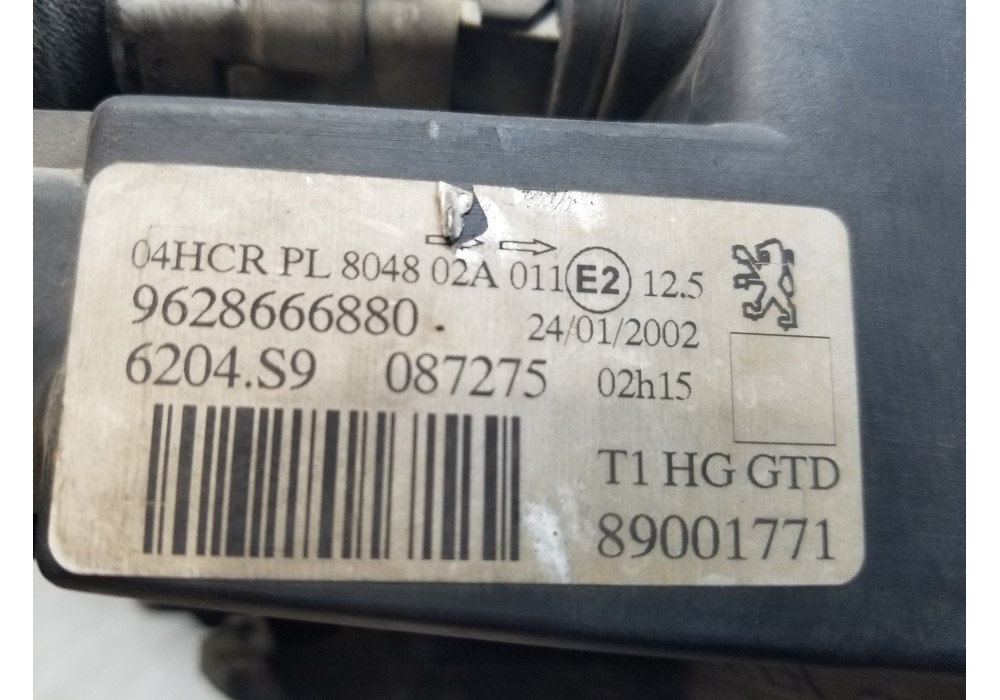 04HCR PL 8048 02A 011 E2 12.5
9628666880 . 24/01/2002
6204.S9 087275 02h15
T1 HG GTD
89001771